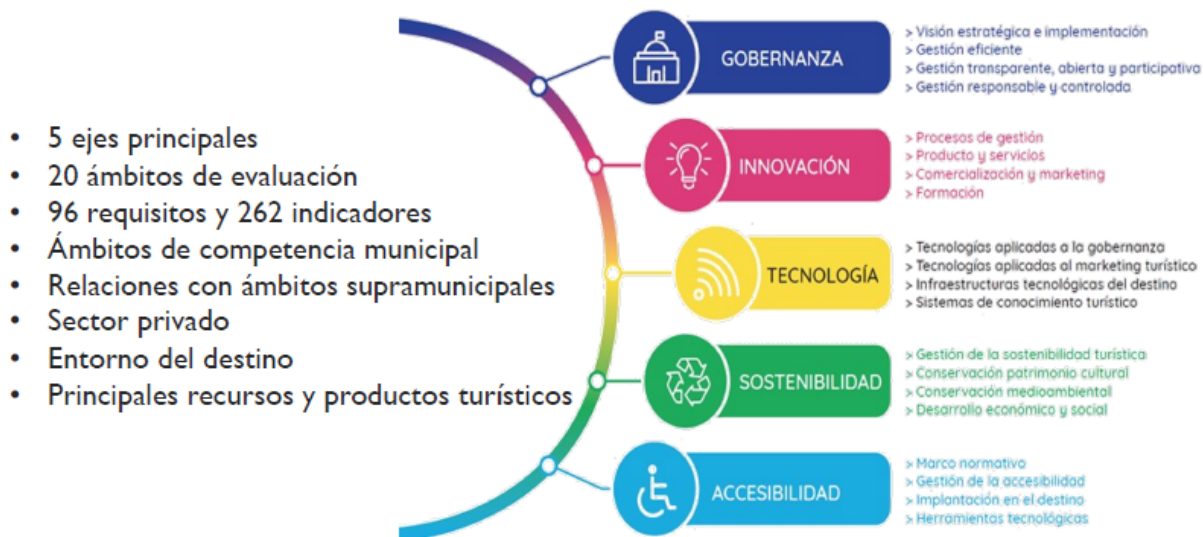 • 5 ejes principales
• 20 ámbitos de evaluación
• 96 requisitos y 262 indicadores
• Ámbitos de competencia municipal
• Relaciones con ámbitos supramunicipales
• Sector privado
• Entorno del destino
• Principales recursos y productos turísticos
GOBERNANZA
> Visión estratégica e implementación
> Gestión eficiente
> Gestión transparente, abierta y participativa
> Gestión responsable y controlada
INNOVACIÓN
> Procesos de gestión
> Producto y servicios
> Comercialización y marketing
> Formación
TECNOLOGÍA
> Tecnologías aplicadas a la gobernanza
> Tecnologías aplicadas al marketing turístico
> Infraestructuras tecnológicas del destino
> Sistemas de conocimiento turístico
SOSTENIBILIDAD
> Gestión de la sostenibilidad turística
> Conservación patrimonio cultural
> Conservación medioambiental
> Desarrollo económico y social
ACCESIBILIDAD
> Marco normativo
> Gestión de la accesibilidad
> Implantación en el destino
> Herramientas tecnológicas